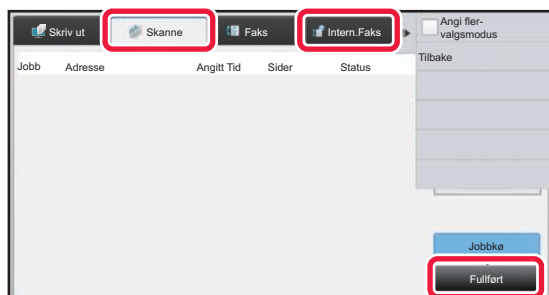 Skriv ut Skanne Faks Intern.Faks
Angi fler-
valgsmodus
Jobb Adresse Angitt Tid Sider Status
Tilbake
Jobbkø
Fullført